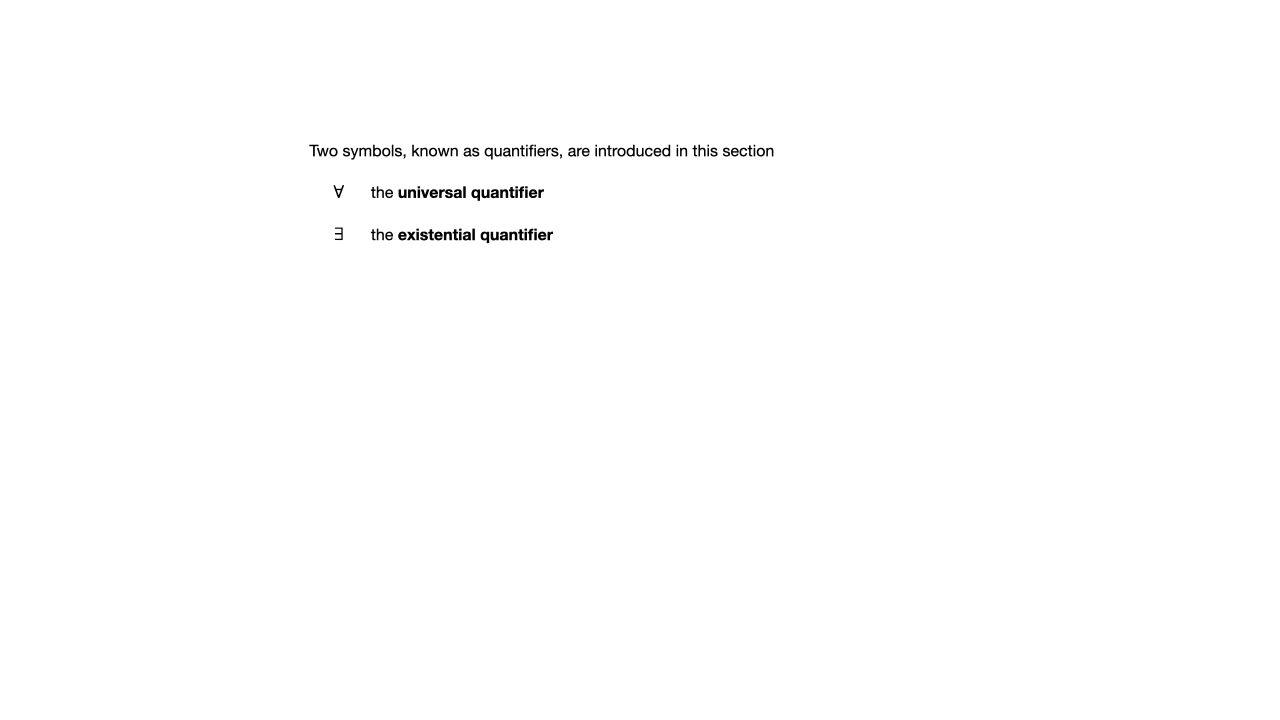 Two symbols, known as quantifiers, are introduced in this section
∀ the universal quantifier
∃ the existential quantifier